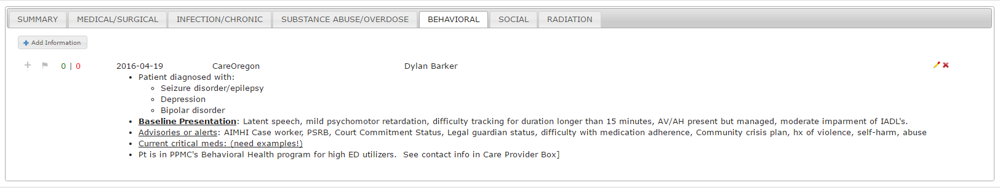 SUMMARY MEDICAL/SURGICAL INFECTION/CHRONIC SUBSTANCE ABUSE/OVERDOSE BEHAVIORAL SOCIAL RADIATION
Add Information
0 | 0 2016-04-19 CareOregon Dylan Barker
• Patient diagnosed with:
◦ Seizure disorder/epilepsy
◦ Depression
◦ Bipolar disorder
• Baseline Presentation: Latent speech, mild psychomotor retardation, difficulty tracking for duration longer than 15 minutes, AV/AH present but managed, moderate imparment of IADL's.
• Advisories or alerts: AIMHI Case worker, PSRB, Court Commitment Status, Legal guardian status, difficulty with medication adherence, Community crisis plan, hx of violence, self-harm, abuse
• Current critical meds: (need examples!)
• Pt is in PPMC's Behavioral Health program for high ED utilizers.  See contact info in Care Provider Box]